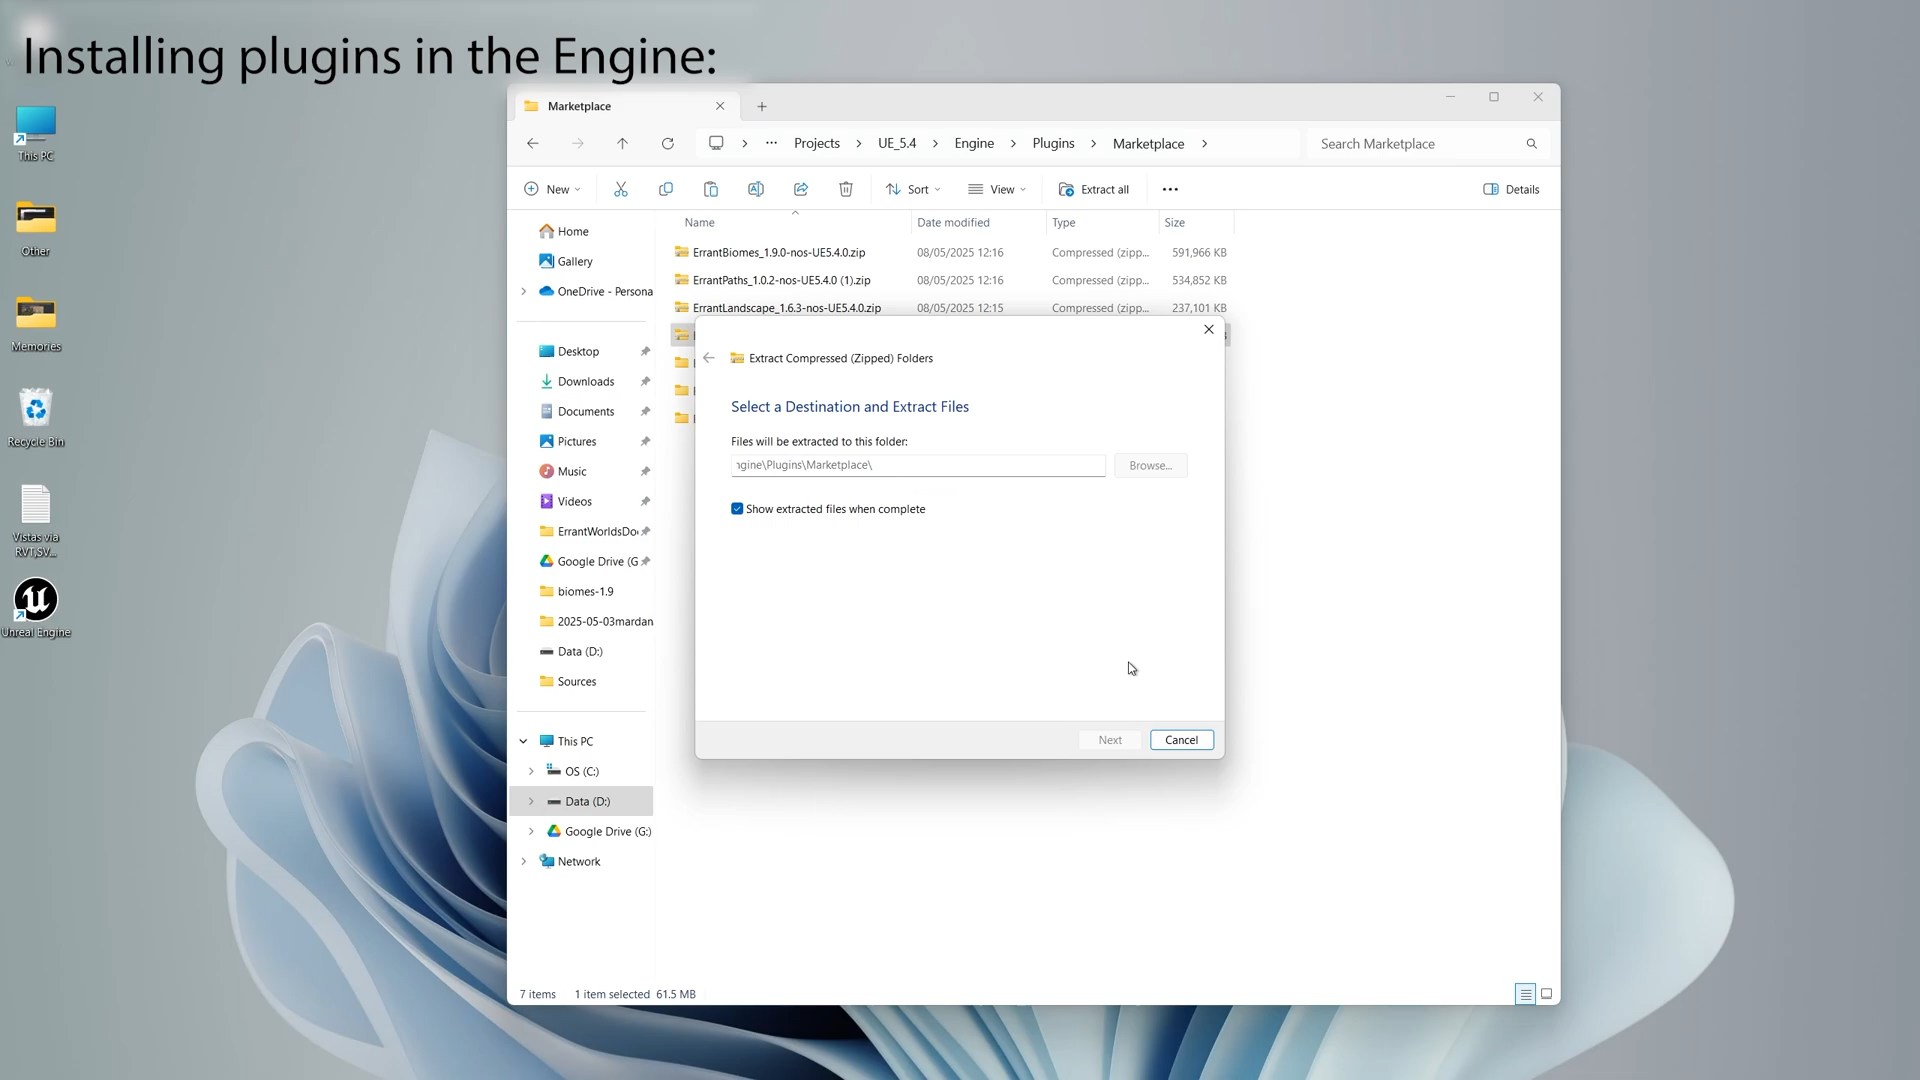 Installing plugins in the Engine:
This PC
Other
Memories
Recycle Bin
Vistas via
RVT,SV...
Unreal Engine
Marketplace
Projects
UE_5.4
Engine
Plugins
Marketplace
Search Marketplace
New
Sort
View
Extract all
Details
Name
Date modified
Type
Size
ErrantBiomes_1.9.0-nos-UE5.4.0.zip 08/05/2025 12:16 Compressed (zipp... 591,966 KB
ErrantPaths_1.0.2-nos-UE5.4.0 (1).zip 08/05/2025 12:16 Compressed (zipp... 534,852 KB
ErrantLandscape_1.6.3-nos-UE5.4.0.zip 08/05/2025 12:15 Compressed (zipp... 237,101 KB
Home
Gallery
OneDrive - Persona
Desktop
Downloads
Documents
Pictures
Music
Videos
ErrantWorldsDo
Google Drive (G
biomes-1.9
2025-05-03mardan
Data (D:)
Sources
This PC
OS (C:)
Data (D:)
Google Drive (G:)
Network
Extract Compressed (Zipped) Folders
Select a Destination and Extract Files
Files will be extracted to this folder:
ngine\Plugins\Marketplace\
Browse...
Show extracted files when complete
Next
Cancel
7 items
1 item selected 61.5 MB